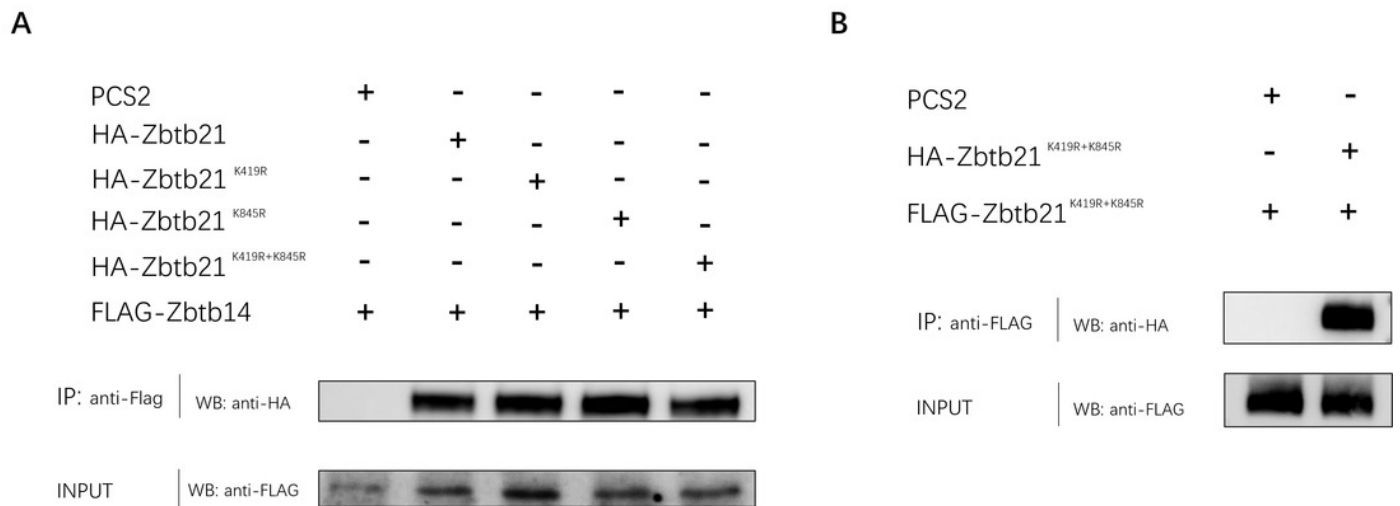 A
PCS2 + - - - -
HA-Zbtb21 - + - - -
HA-Zbtb21 K419R - - + - -
HA-Zbtb21 K845R - - - + -
HA-Zbtb21 K419R+K845R - - - - +
FLAG-Zbtb14 + + + + +
IP: anti-Flag WB: anti-HA
INPUT WB: anti-FLAG
B
PCS2 + -
HA-Zbtb21 K419R+K845R - +
FLAG-Zbtb21 K419R+K845R + +
IP: anti-FLAG WB: anti-HA
INPUT WB: anti-FLAG